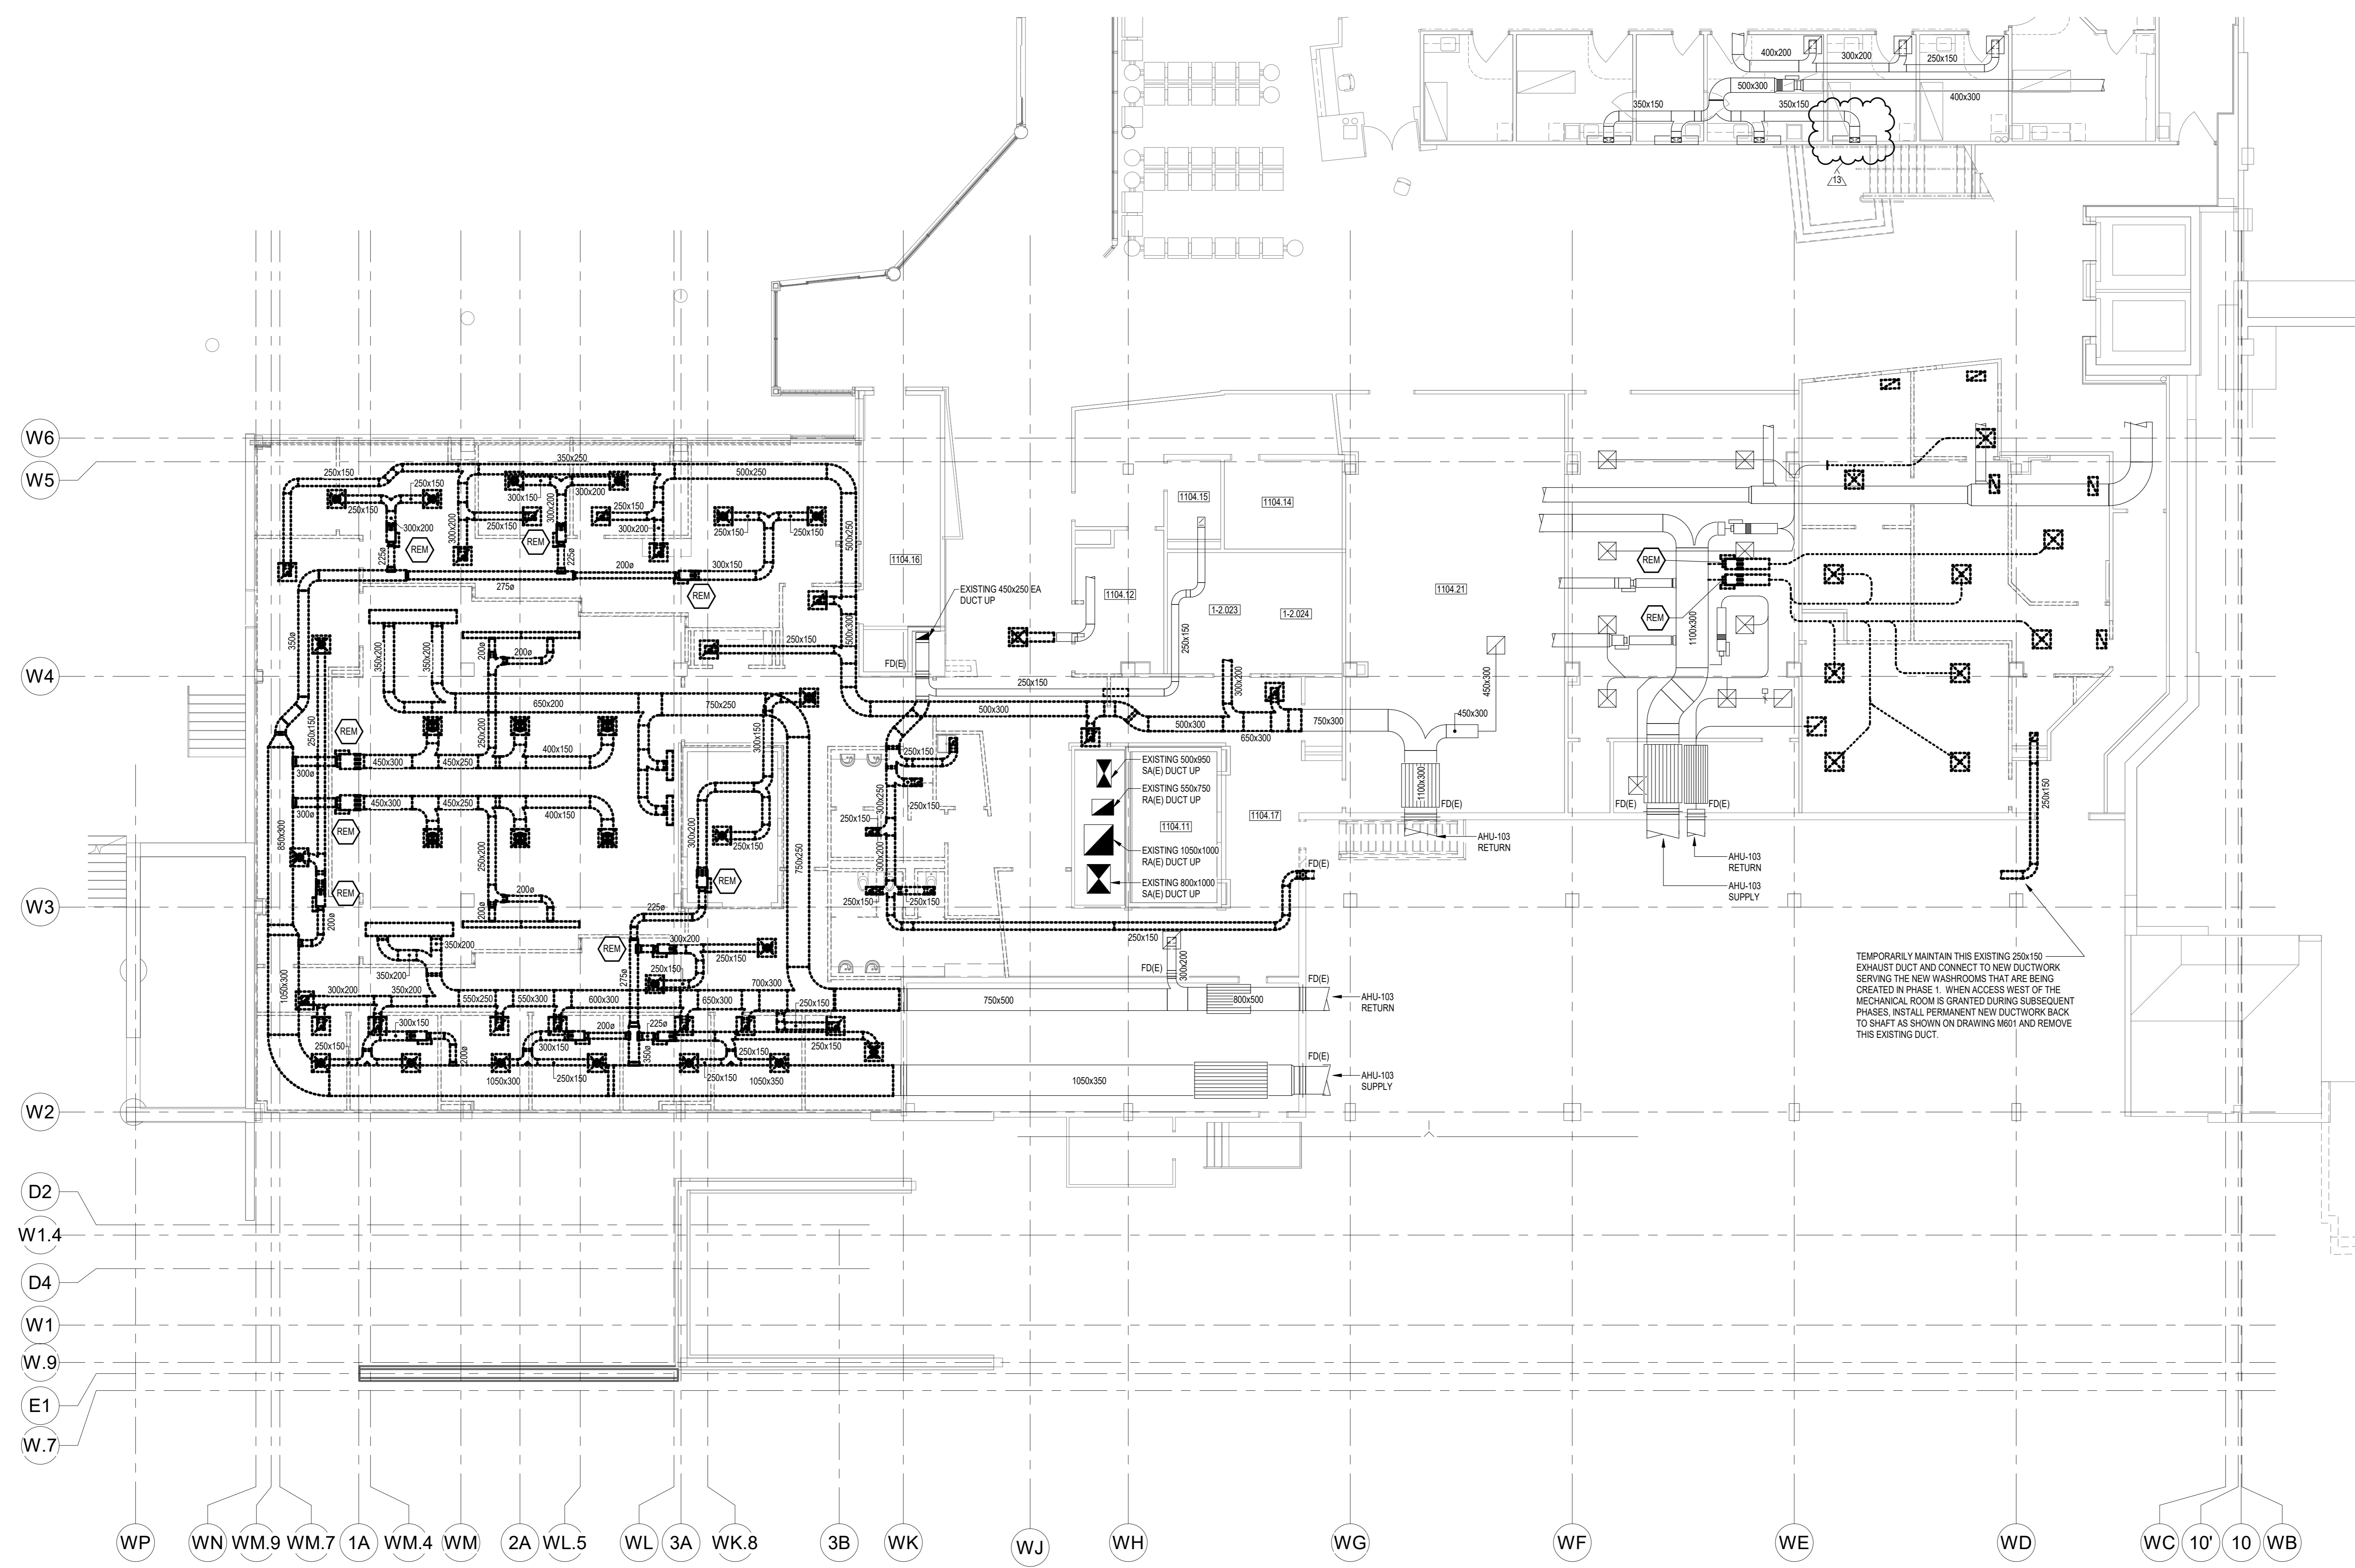 400x200
300x200
250x150
500x300
400x300
350x150
350x150
13
W6
W5
W4
W3
W2
D2
W1.4
D4
W1
W.9
E1
W.7
250x150
350x250
500x250
250x150
250x150
300x200
300x150
300x200
300x200
300x200
250x150
250x150
300x200
250x150
250x150
500x250
REM
REM
REM
225ø
225ø
275ø
200ø
300x150
350ø
350x200
350x200
200ø
200ø
250x150
500x300
650x200
750x250
250x150
REM
250x200
300x150
400x150
300ø
450x300
450x250
450x300
450x250
400x150
300ø
REM
850x300
250x200
300x200
250x150
750x250
REM
REM
200ø
200ø
200ø
225ø
REM
300x200
250x150
250x150
350x200
350x200
275ø
1050x300
300x200
350x200
550x250
550x300
600x300
650x300
700x300
250x150
300x150
200ø
225ø
250x150
300x150
200ø
350ø
250x150
250x150
1050x300
250x150
250x150
1050x350
1104.16
EXISTING 450x250 EA
DUCT UP
FD(E)
1104.12
1104.15
1104.14
1-2.023
1-2.024
250x150
250x150
300x200
500x300
500x300
650x300
750x300
450x300
450x300
250x150
300x250
250x150
250x150
300x200
250x150
250x150
EXISTING 500x950
SA(E) DUCT UP
EXISTING 550x750
RA(E) DUCT UP
1104.11
EXISTING 1050x1000
RA(E) DUCT UP
EXISTING 800x1000
SA(E) DUCT UP
1104.17
FD(E)
1100x300
FD(E)
AHU-103
RETURN
250x150
FD(E)
300x200
750x500
800x500
FD(E)
AHU-103
RETURN
1050x350
FD(E)
AHU-103
SUPPLY
1104.21
REM
REM
1100x300
FD(E)
FD(E)
AHU-103
RETURN
AHU-103
SUPPLY
250x150
TEMPORARILY MAINTAIN THIS EXISTING 250x150
EXHAUST DUCT AND CONNECT TO NEW DUCTWORK
SERVING THE NEW WASHROOMS THAT ARE BEING
CREATED IN PHASE 1. WHEN ACCESS WEST OF THE
MECHANICAL ROOM IS GRANTED DURING SUBSEQUENT
PHASES, INSTALL PERMANENT NEW DUCTWORK BACK
TO SHAFT AS SHOWN ON DRAWING M601 AND REMOVE
THIS EXISTING DUCT.
WP
WN
WM.9
WM.7
1A
WM.4
WM
2A
WL.5
WL
3A
WK.8
3B
WK
WJ
WH
WG
WF
WE
WD
WC
10'
10
WB